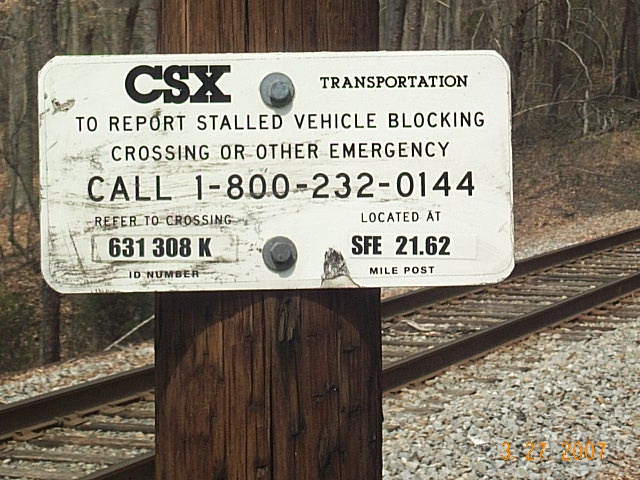 CSX TRANSPORTATION
TO REPORT STALLED VEHICLE BLOCKING
CROSSING OR OTHER EMERGENCY
CALL 1-800-232-0144
REFER TO CROSSING LOCATED AT
631 308 K SFE 21.62
ID NUMBER MILE POST
3 27 2007